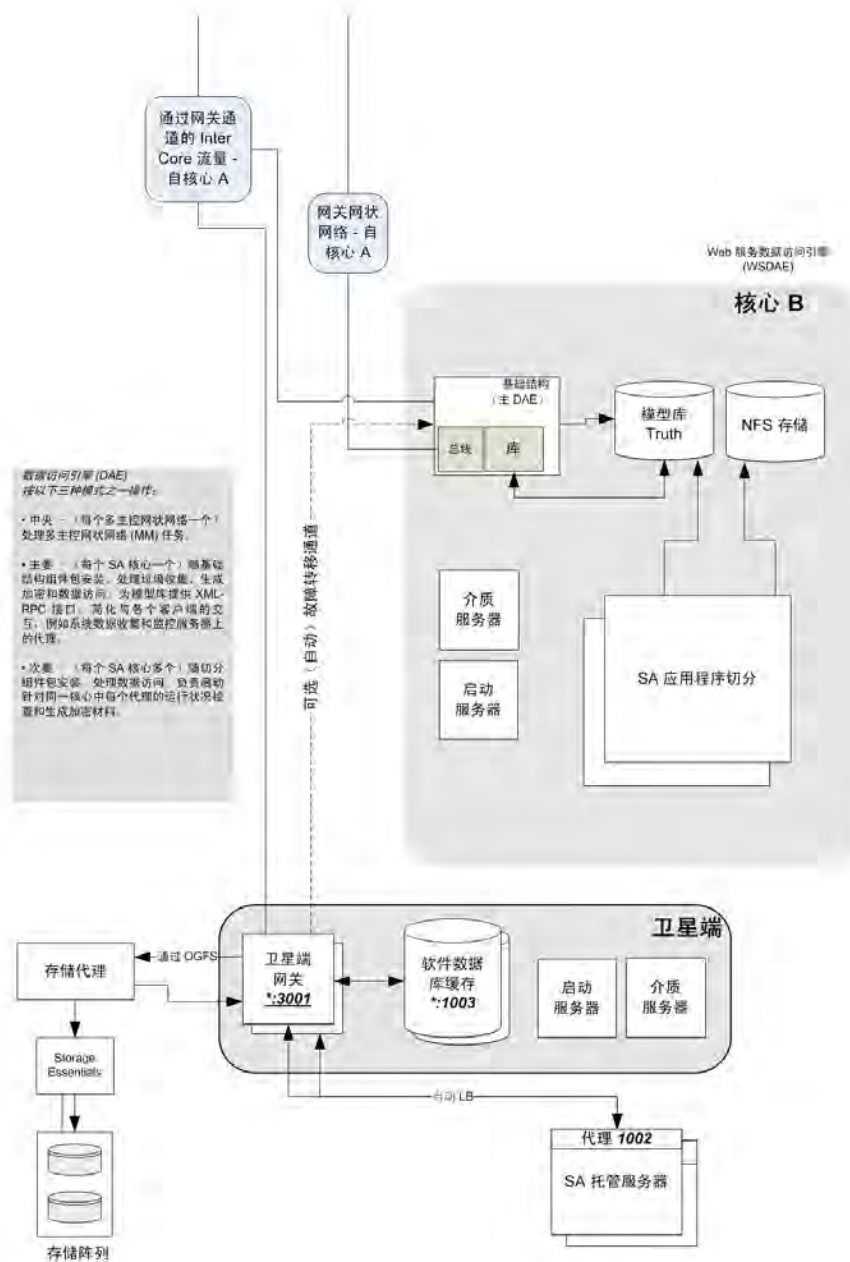 通过网关通
道的 Inter
Core 流量 -
自核心 A
网关网状
网络 - 自
核心 A
Web 服务数据访问引擎
(WSDAE)
核心 B
基础结构
（主 DAE）
总线
库
模型库
Truth
NFS 存储
可选（自动）故障转移通道
数据访问引擎 (DAE)
按以下三种模式之一操作：
• 中央 - （每个多主控网状网络一个）
处理多主控网状网络 (MM) 任务。
• 主要 - （每个 SA 核心一个）随基础
结构组件包安装。处理垃圾收集、生成
加密和数据访问。为模型库提供 XML-
RPC 接口，简化与各个客户端的交
互，例如系统数据收集和监控服务器上
的代理。
• 次要 - （每个 SA 核心多个）随切分
组件包安装。处理数据访问。负责启动
针对同一核心中每个代理的运行状况检
查和生成加密材料。
介质
服务器
启动
服务器
SA 应用程序切分
卫星端
存储代理
通过 OGFS
卫星端
网关
*:3001
软件数据
库缓存
*:1003
启动
服务器
介质
服务器
Storage
Essentials
自动 LB
代理 1002
SA 托管服务器
存储阵列